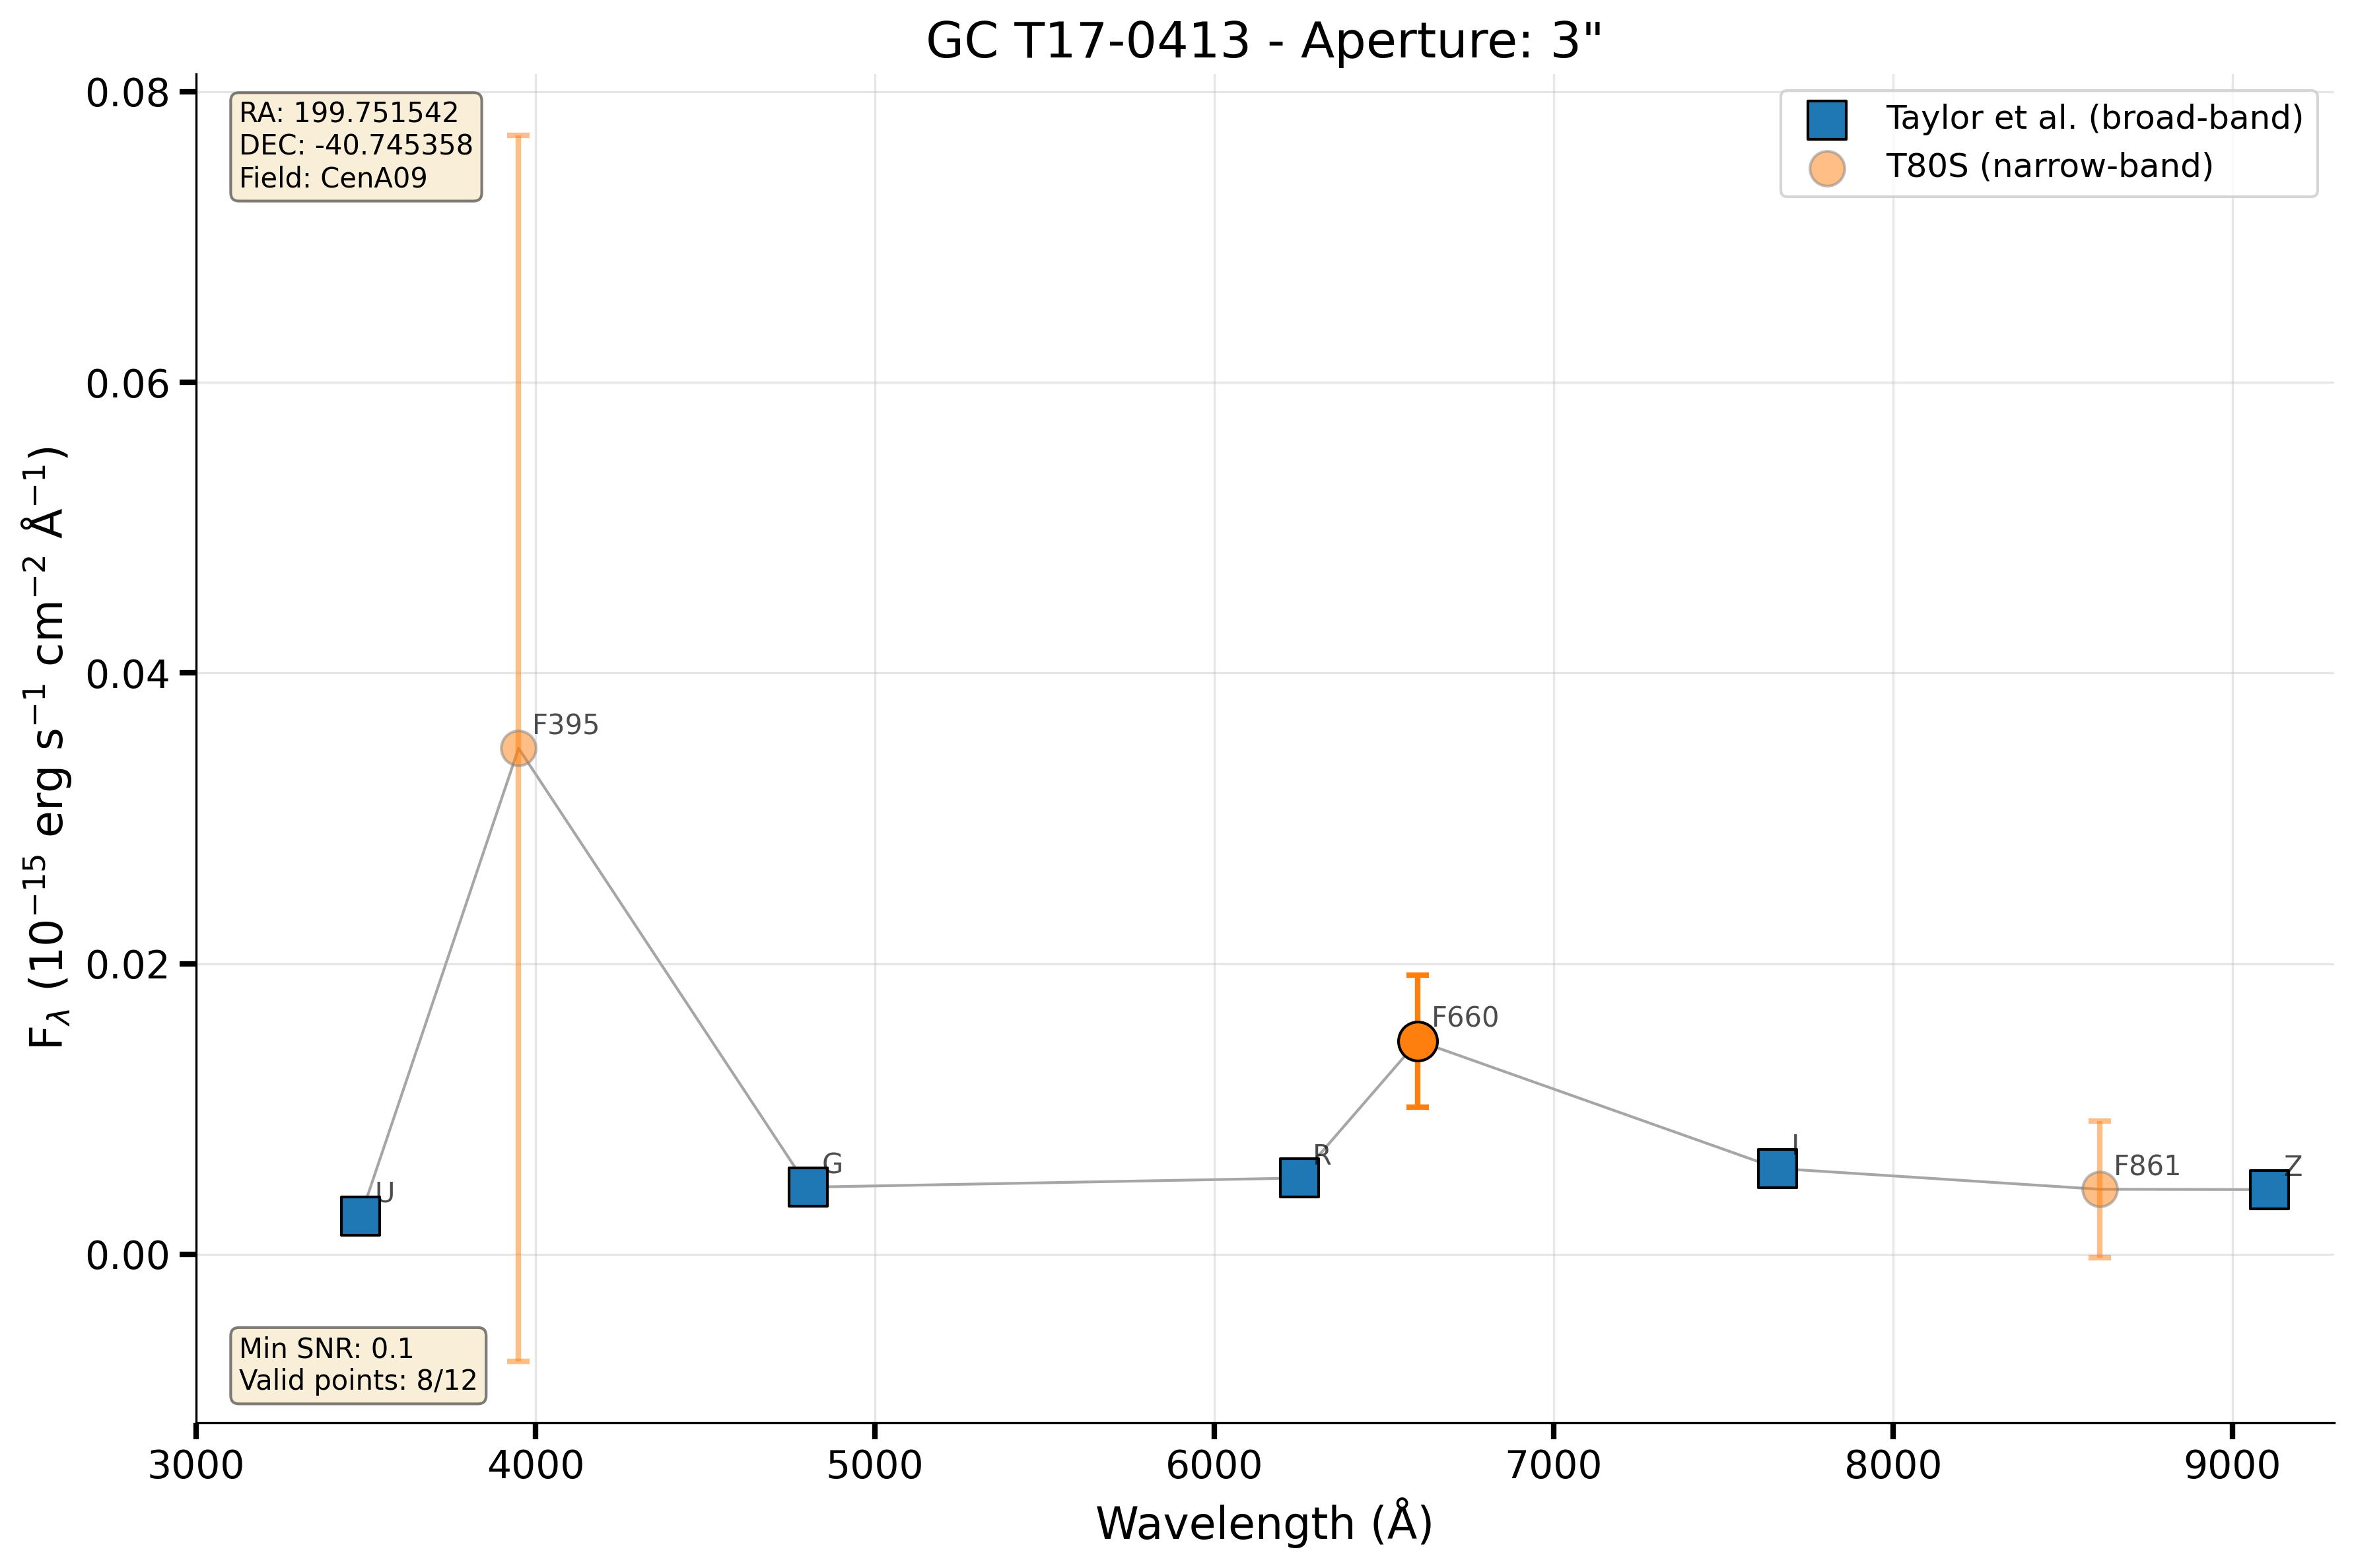 GC T17-0413 - Aperture: 3"
RA: 199.751542
DEC: -40.745358
Field: CenA09
Taylor et al. (broad-band)
T80S (narrow-band)
0.08
0.06
0.04
0.02
0.00
F_λ (10⁻¹⁵ erg s⁻¹ cm⁻² Å⁻¹)
F395
F660
U
G
R
I
F861
Z
Min SNR: 0.1
Valid points: 8/12
3000 4000 5000 6000 7000 8000 9000
Wavelength (Å)